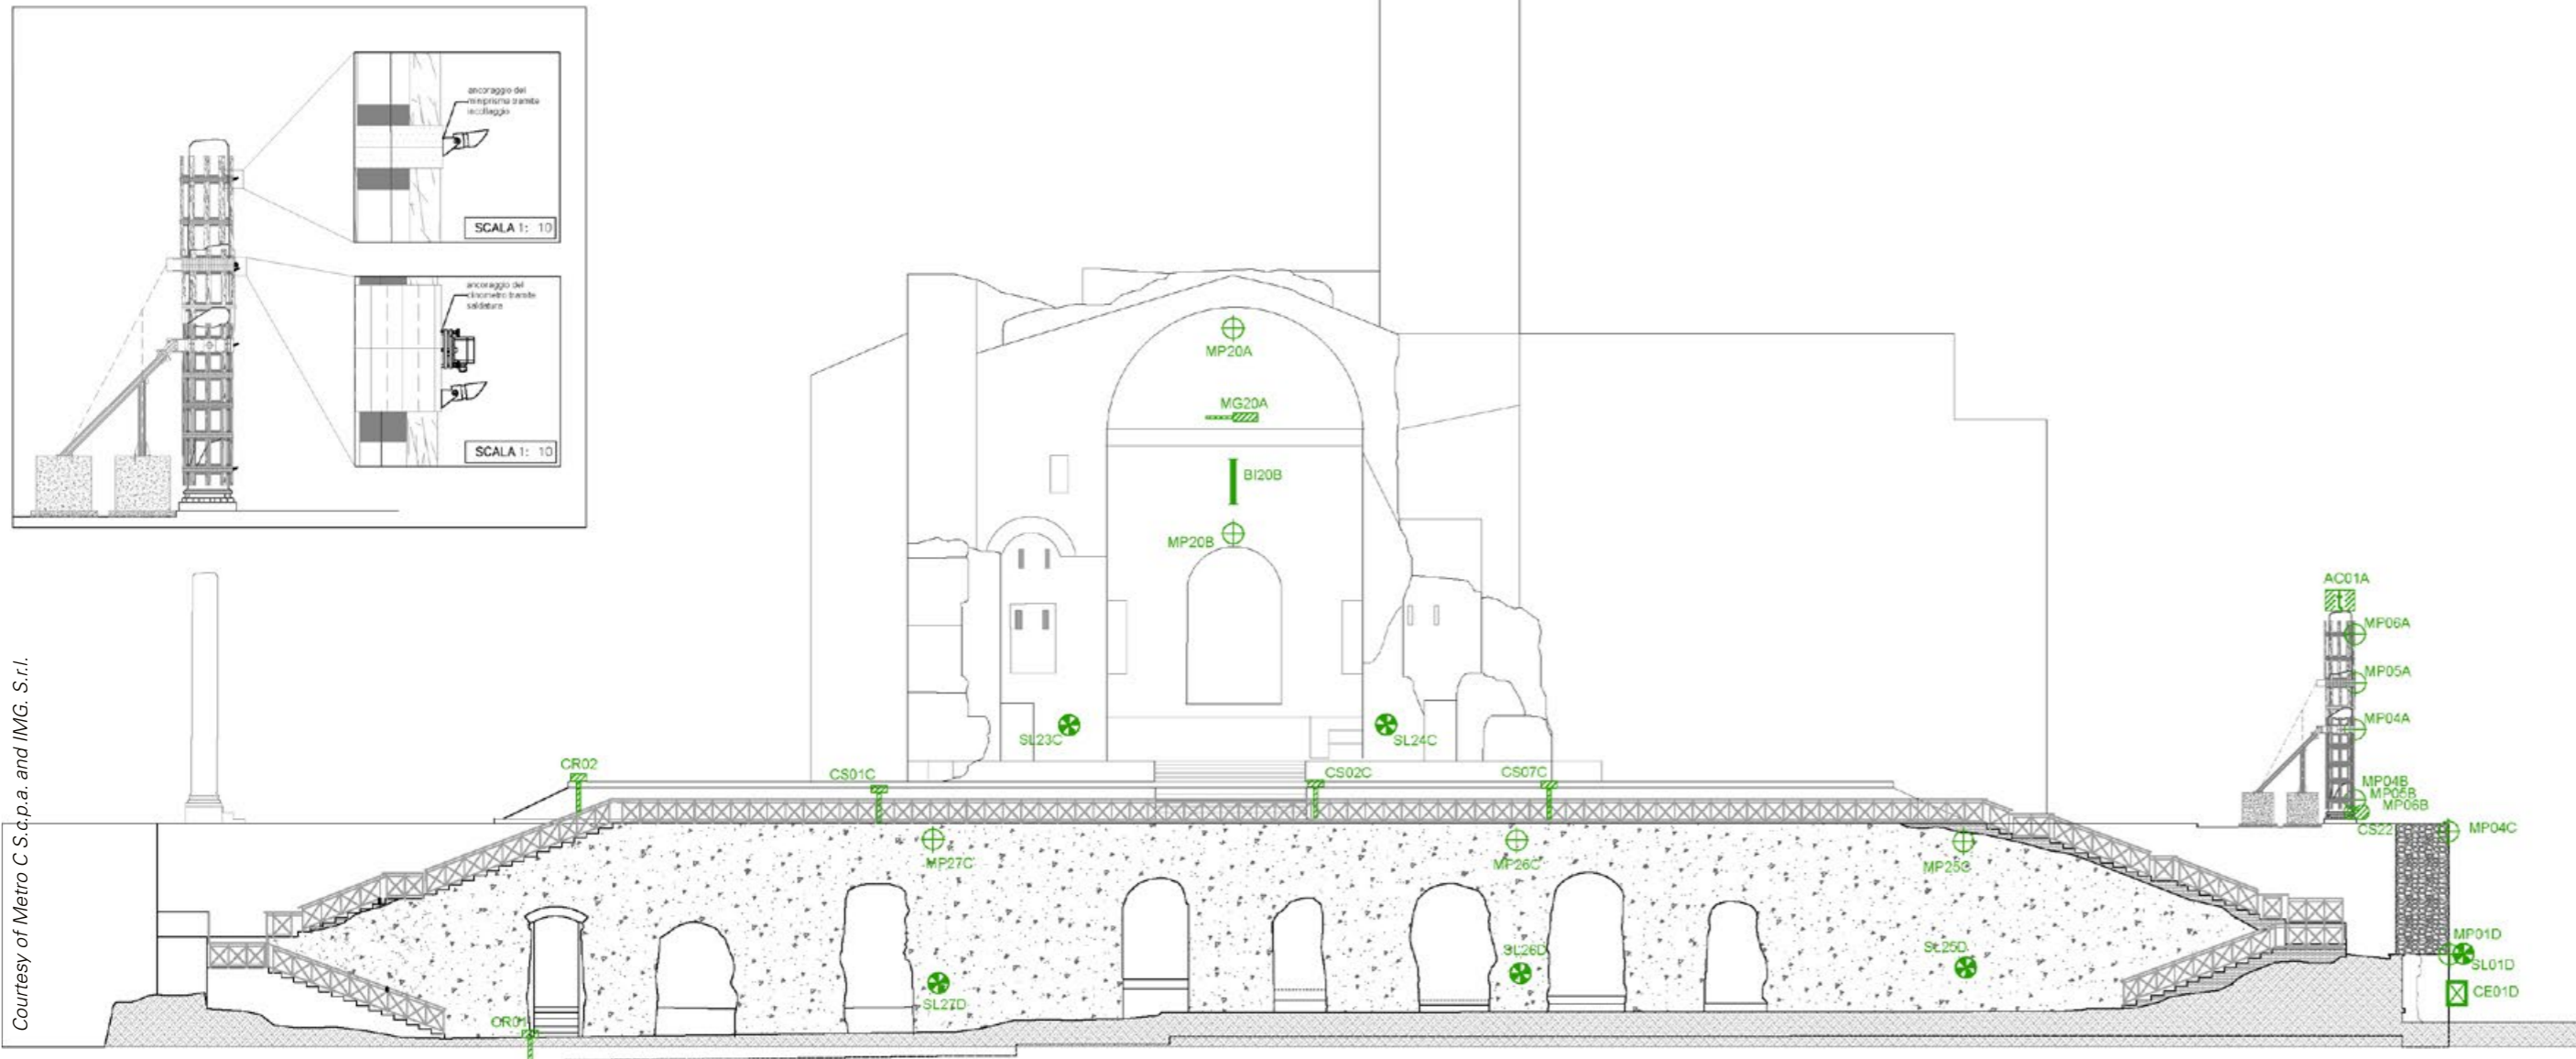 ancoraggio del
miniprisma tramite
incollaggio
SCALA 1: 10
ancoraggio del
clinometro tramite
saldatura
SCALA 1: 10
Courtesy of Metro C S.c.p.a. and IMG. S.r.l.
MP20A
MG20A
BI20B
MP20B
SL23C
SL24C
CR02
CS01C
CS02C
CS07C
MP27C
MP26C
MP25C
SL27D
SL26D
SL25D
CR01
AC01A
MP06A
MP05A
MP04A
MP04B
MP05B
MP06B
CS22
MP04C
MP01D
SL01D
CE01D